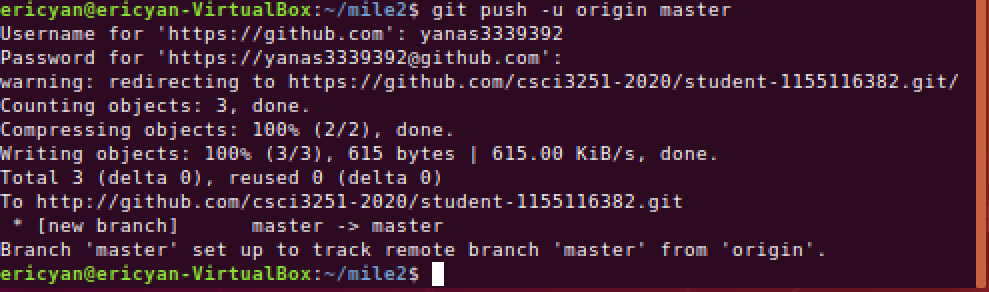 ericyan@ericyan-VirtualBox:~/mile2$ git push -u origin master
Username for 'https://github.com': yanas3339392
Password for 'https://yanas3339392@github.com':
warning: redirecting to https://github.com/csci3251-2020/student-1155116382.git/
Counting objects: 3, done.
Compressing objects: 100% (2/2), done.
Writing objects: 100% (3/3), 615 bytes | 615.00 KiB/s, done.
Total 3 (delta 0), reused 0 (delta 0)
To http://github.com/csci3251-2020/student-1155116382.git
 * [new branch]      master -> master
Branch 'master' set up to track remote branch 'master' from 'origin'.
ericyan@ericyan-VirtualBox:~/mile2$